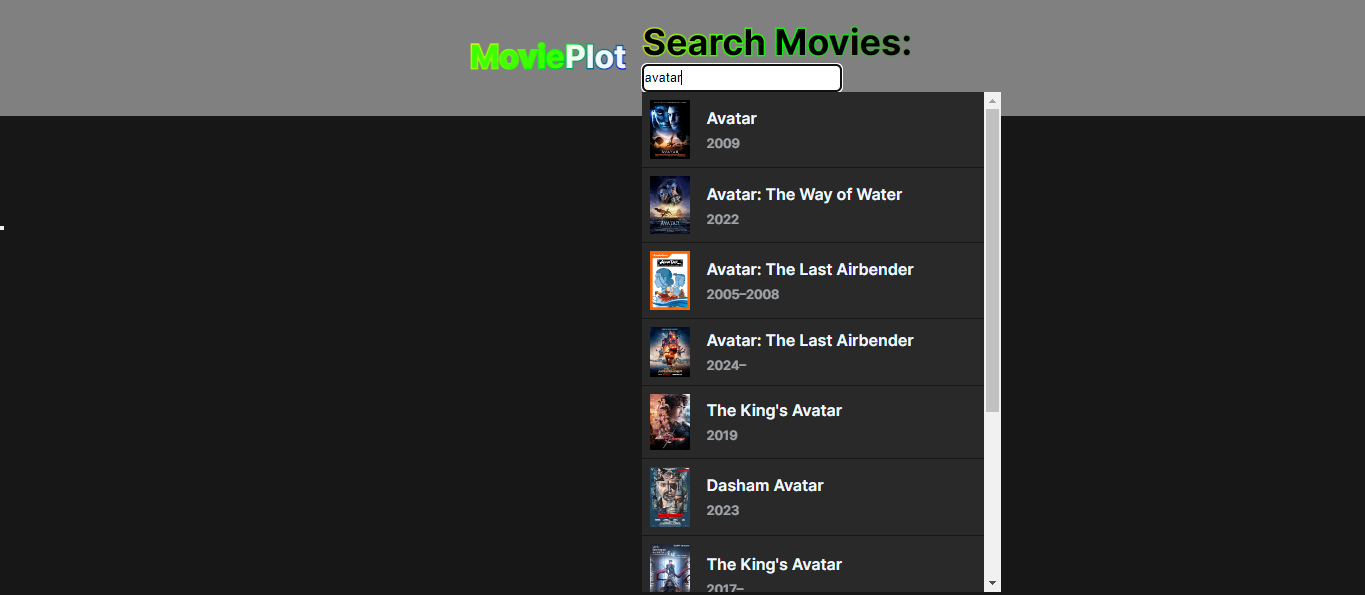 MoviePlot
Search Movies:
avatar
Avatar
2009
Avatar: The Way of Water
2022
Avatar: The Last Airbender
2005–2008
Avatar: The Last Airbender
2024–
The King's Avatar
2019
Dasham Avatar
2023
The King's Avatar
2017–